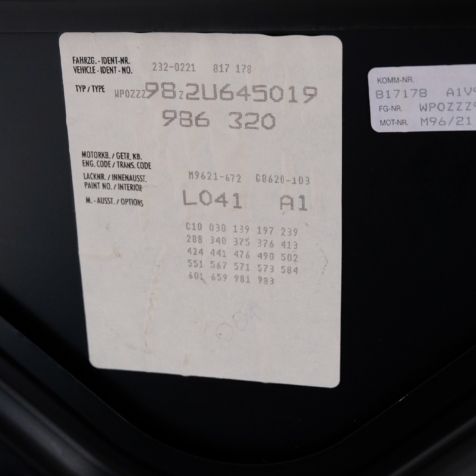 FAHRZG.-IDENT-NR.
VEHICLE-IDENT-NO.
232-0221 817 178
TYP / TYPE
WP0ZZZ98Z2U645019
986 320
MOTORKB. / GETR. KB.
ENG. CODE / TRANS. CODE
M9621-672 G8620-1D3
LACKNR. / INNENAUSST.
PAINT NO. / INTERIOR
L041 A1
M.-AUSST. / OPTIONS
C10 030 139 197 239
288 340 375 376 413
424 441 476 490 502
551 567 571 573 584
601 659 981 983
KOMM-NR.
817178 A1V
FG-NR. WP0ZZZ
MOT-NR. M96/21